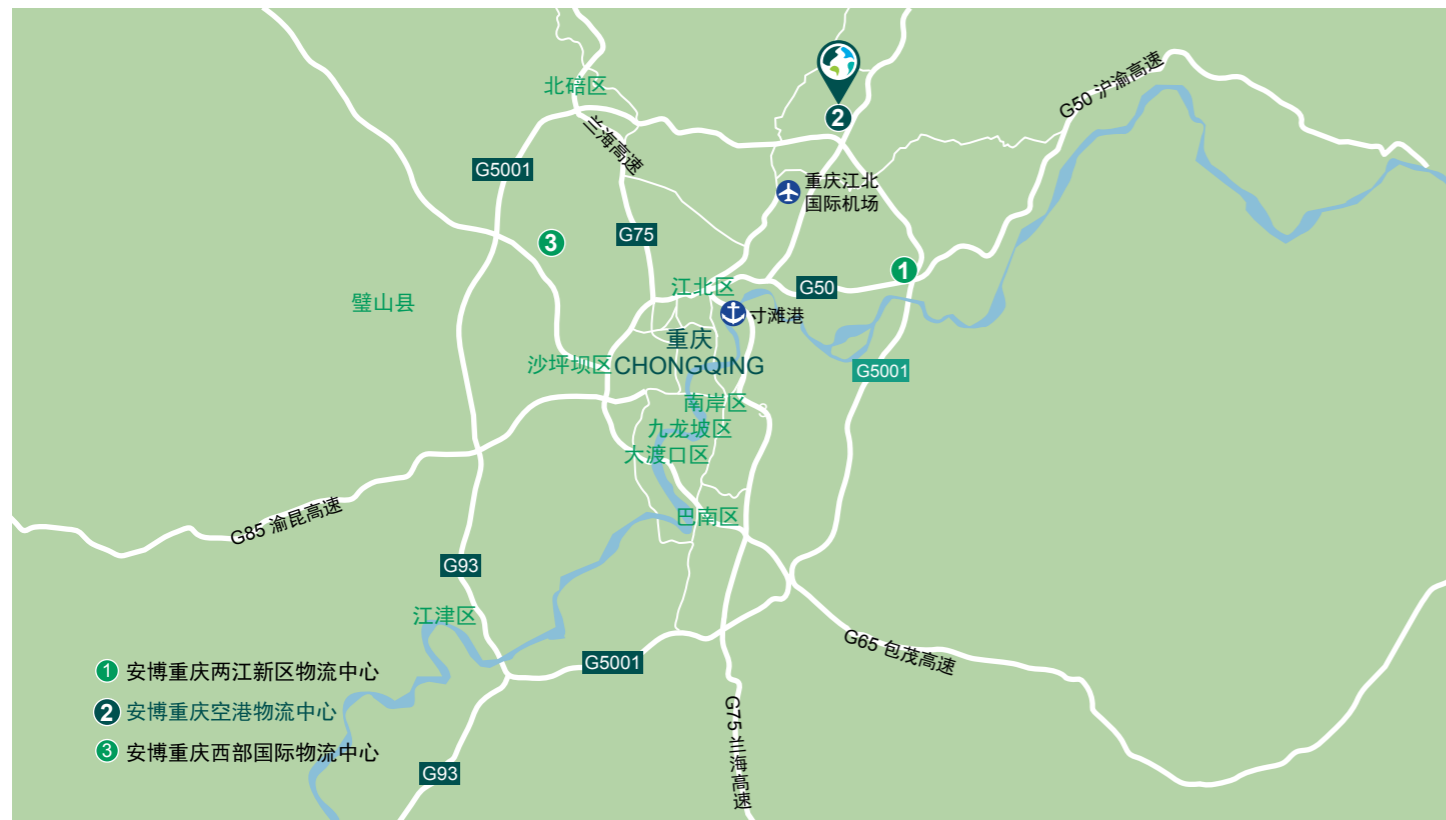 北碚区
2
G50 沪渝高速
兰海高速
G5001
重庆江北
国际机场
3
G75
1
江北区
G50
璧山县
寸滩港
重庆
沙坪坝区
CHONGQING
G5001
南岸区
九龙坡区
大渡口区
G85 渝昆高速
巴南区
G93
江津区
G65 包茂高速
G5001
1 安博重庆两江新区物流中心
2 安博重庆空港物流中心
3 安博重庆西部国际物流中心
G75 兰海高速
G93